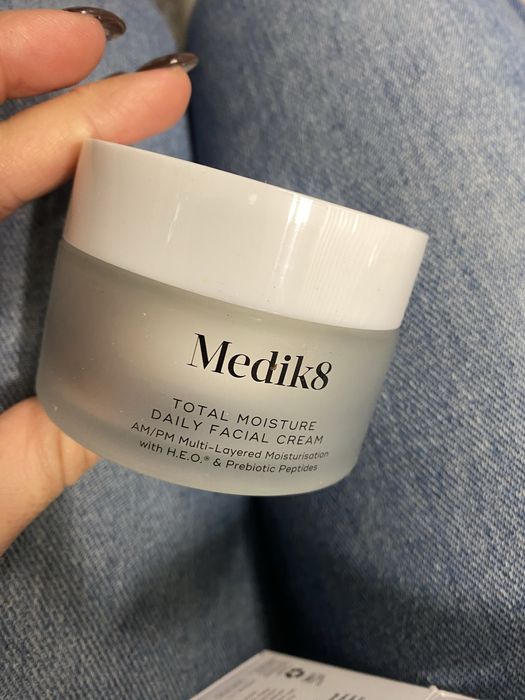 Medik8
TOTAL MOISTURE
DAILY FACIAL CREAM
AM/PM Multi-Layered Moisturisation
with H.E.O.® & Prebiotic Peptides